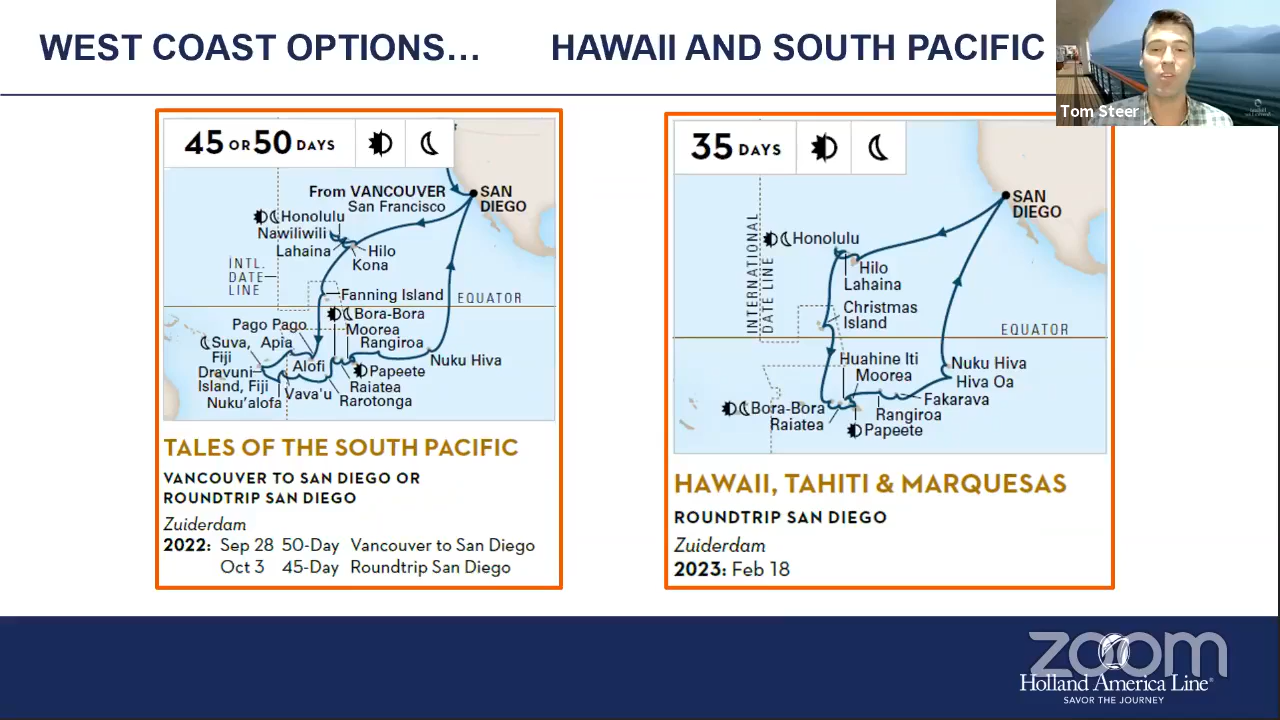 WEST COAST OPTIONS...
HAWAII AND SOUTH PACIFIC
Tom Steer
45 OR 50 DAYS
From VANCOUVER
San Francisco
SAN
DIEGO
Honolulu
Nawiliwili
Lahaina
Hilo
Kona
INTL.
DATE
LINE
Fanning Island
EQUATOR
Bora-Bora
Moorea
Rangiroa
Pago Pago
Suva,
Fiji
Apia
Alofi
Nuku Hiva
Dravuni
Island, Fiji
Papeete
Raiatea
Nuku'alofa
Vava'u
Rarotonga
TALES OF THE SOUTH PACIFIC
VANCOUVER TO SAN DIEGO OR
ROUNDTRIP SAN DIEGO
Zuiderdam
2022: Sep 28 50-Day Vancouver to San Diego
Oct 3 45-Day Roundtrip San Diego
35 DAYS
SAN
DIEGO
INTERNATIONAL
DATE LINE
Honolulu
Hilo
Lahaina
Christmas
Island
EQUATOR
Huahine Iti
Moorea
Nuku Hiva
Hiva Oa
Fakarava
Bora-Bora
Raiatea
Rangiroa
Papeete
HAWAII, TAHITI & MARQUESAS
ROUNDTRIP SAN DIEGO
Zuiderdam
2023: Feb 18
zoom
Holland America Line
SAVOR THE JOURNEY